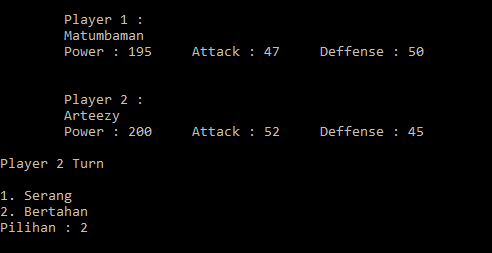 Player 1 :
Matumbaman
Power : 195 Attack : 47 Deffense : 50
Player 2 :
Arteezy
Power : 200 Attack : 52 Deffense : 45
Player 2 Turn
1. Serang
2. Bertahan
Pilihan : 2